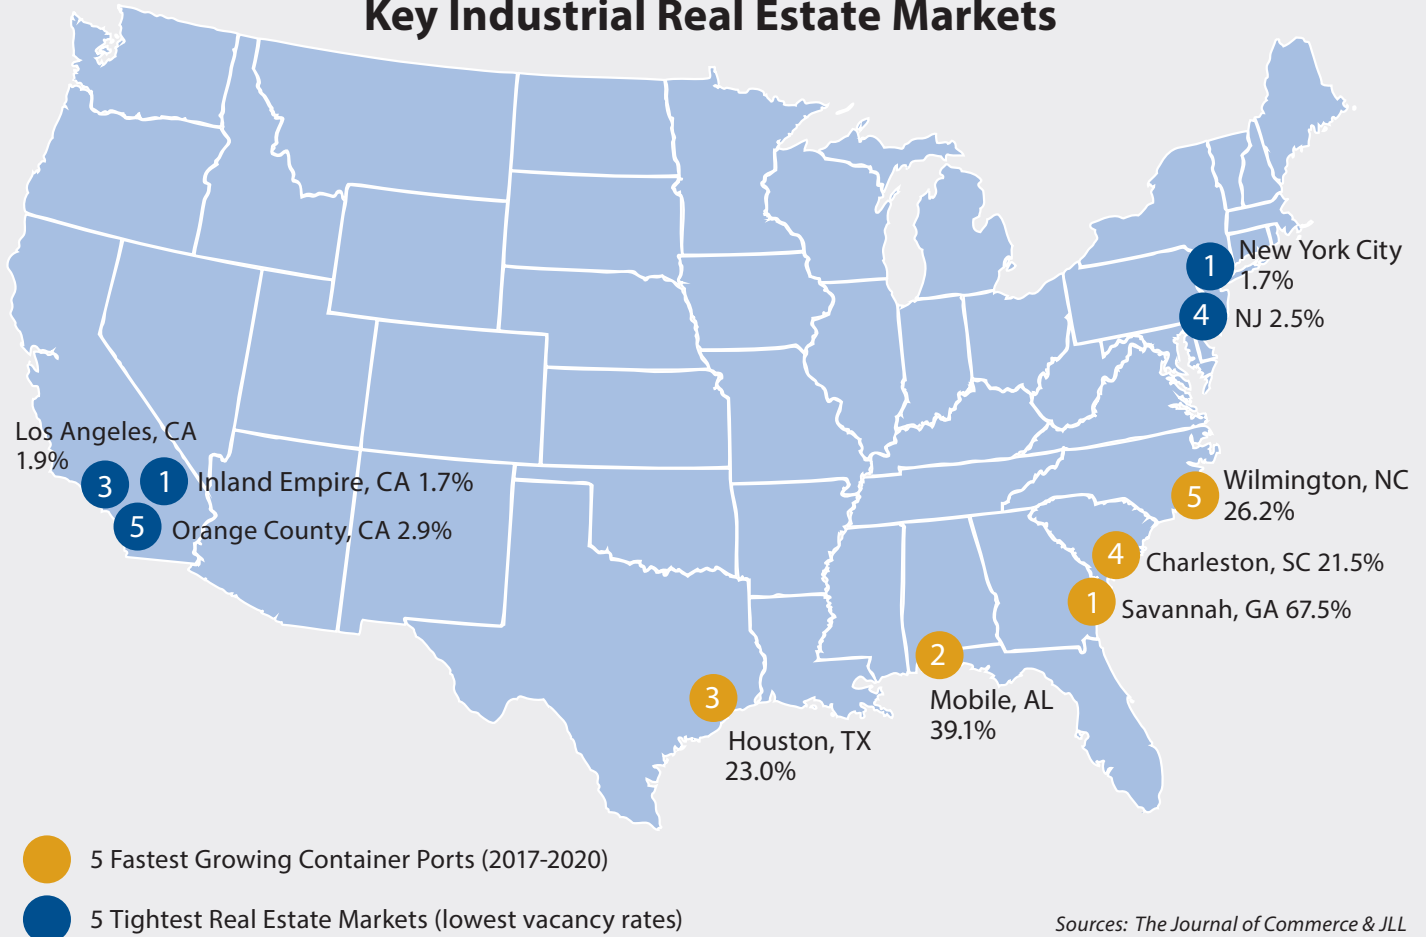 Key Industrial Real Estate Markets
1
New York City
1.7%
4
NJ 2.5%
Los Angeles, CA
1.9%
3
1
Inland Empire, CA 1.7%
5
Orange County, CA 2.9%
5
Wilmington, NC
26.2%
4
Charleston, SC 21.5%
1
Savannah, GA 67.5%
2
Mobile, AL
39.1%
3
Houston, TX
23.0%
5 Fastest Growing Container Ports (2017-2020)
5 Tightest Real Estate Markets (lowest vacancy rates)
Sources: The Journal of Commerce & JLL